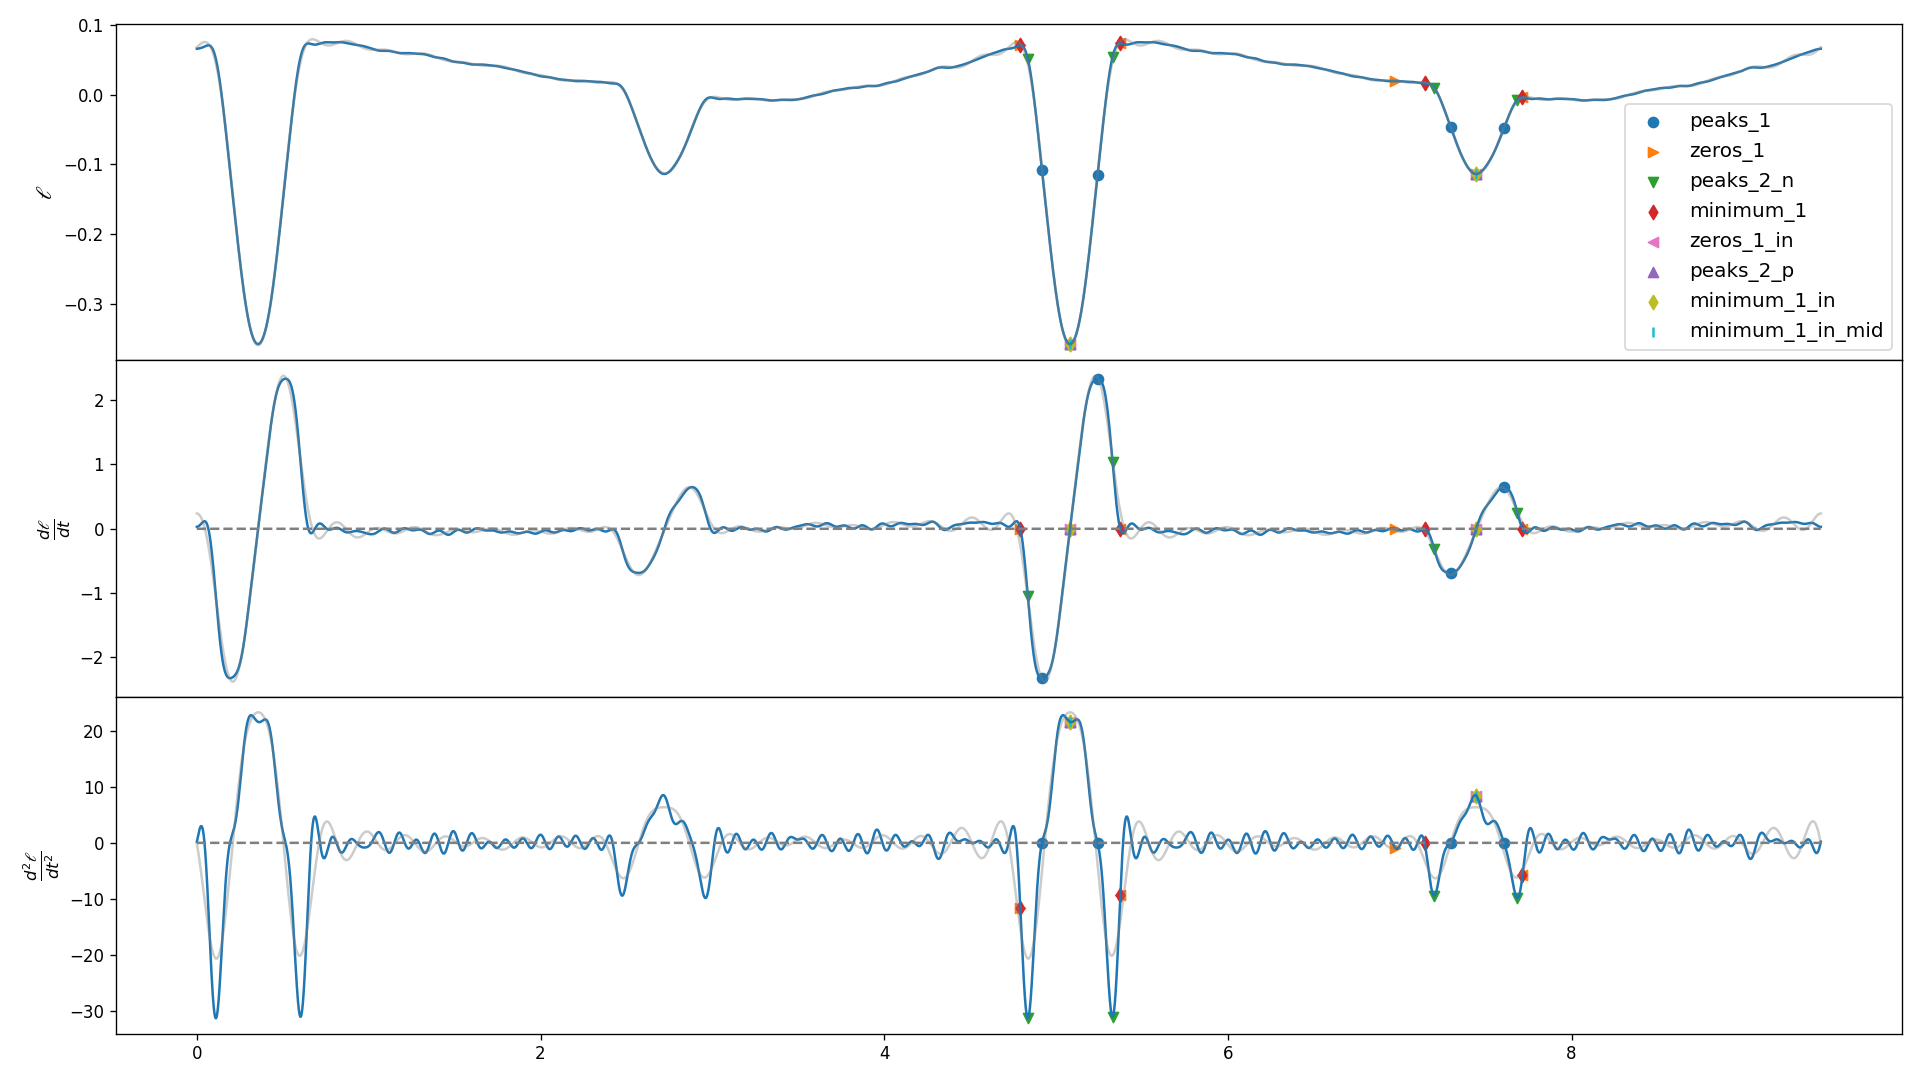 0.1
0.0
−0.1
−0.2
−0.3
ℓ
peaks_1
zeros_1
peaks_2_n
minimum_1
zeros_1_in
peaks_2_p
minimum_1_in
minimum_1_in_mid
2
1
0
−1
−2
dℓ
dt
20
10
0
−10
−20
−30
d²ℓ
dt²
0 2 4 6 8